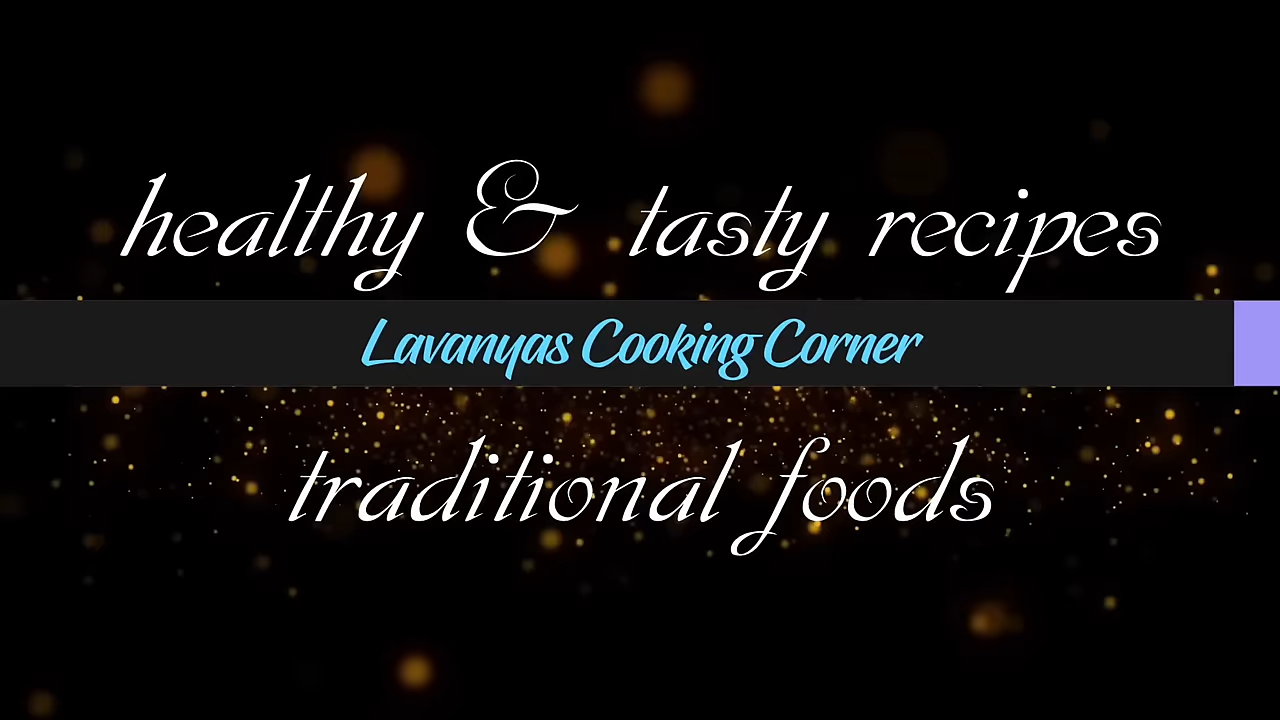 healthy & tasty recipes
Lavanyas Cooking Corner
traditional foods